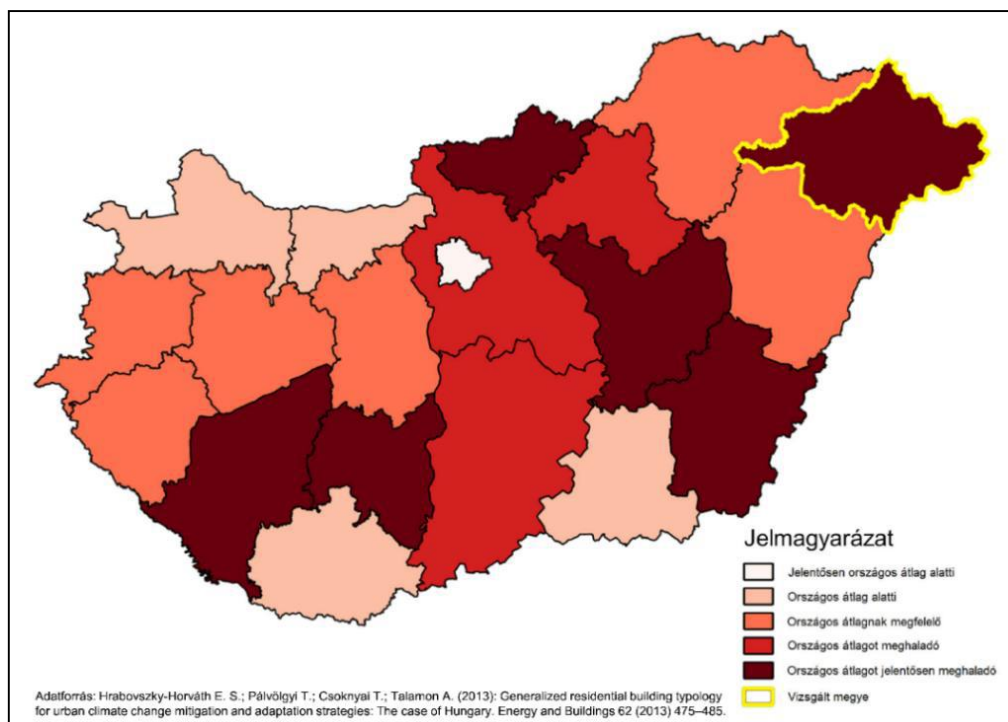 Jelmagyarázat
Jelentősen országos átlag alatti
Országos átlag alatti
Országos átlagnak megfelelő
Országos átlagot meghaladó
Országos átlagot jelentősen meghaladó
Vizsgált megye
Adatforrás: Hrabovszky-Horváth E. S.; Pálvölgyi T.; Csoknyai T.; Talamon A. (2013): Generalized residential building typology
for urban climate change mitigation and adaptation strategies: The case of Hungary. Energy and Buildings 62 (2013) 475–485.